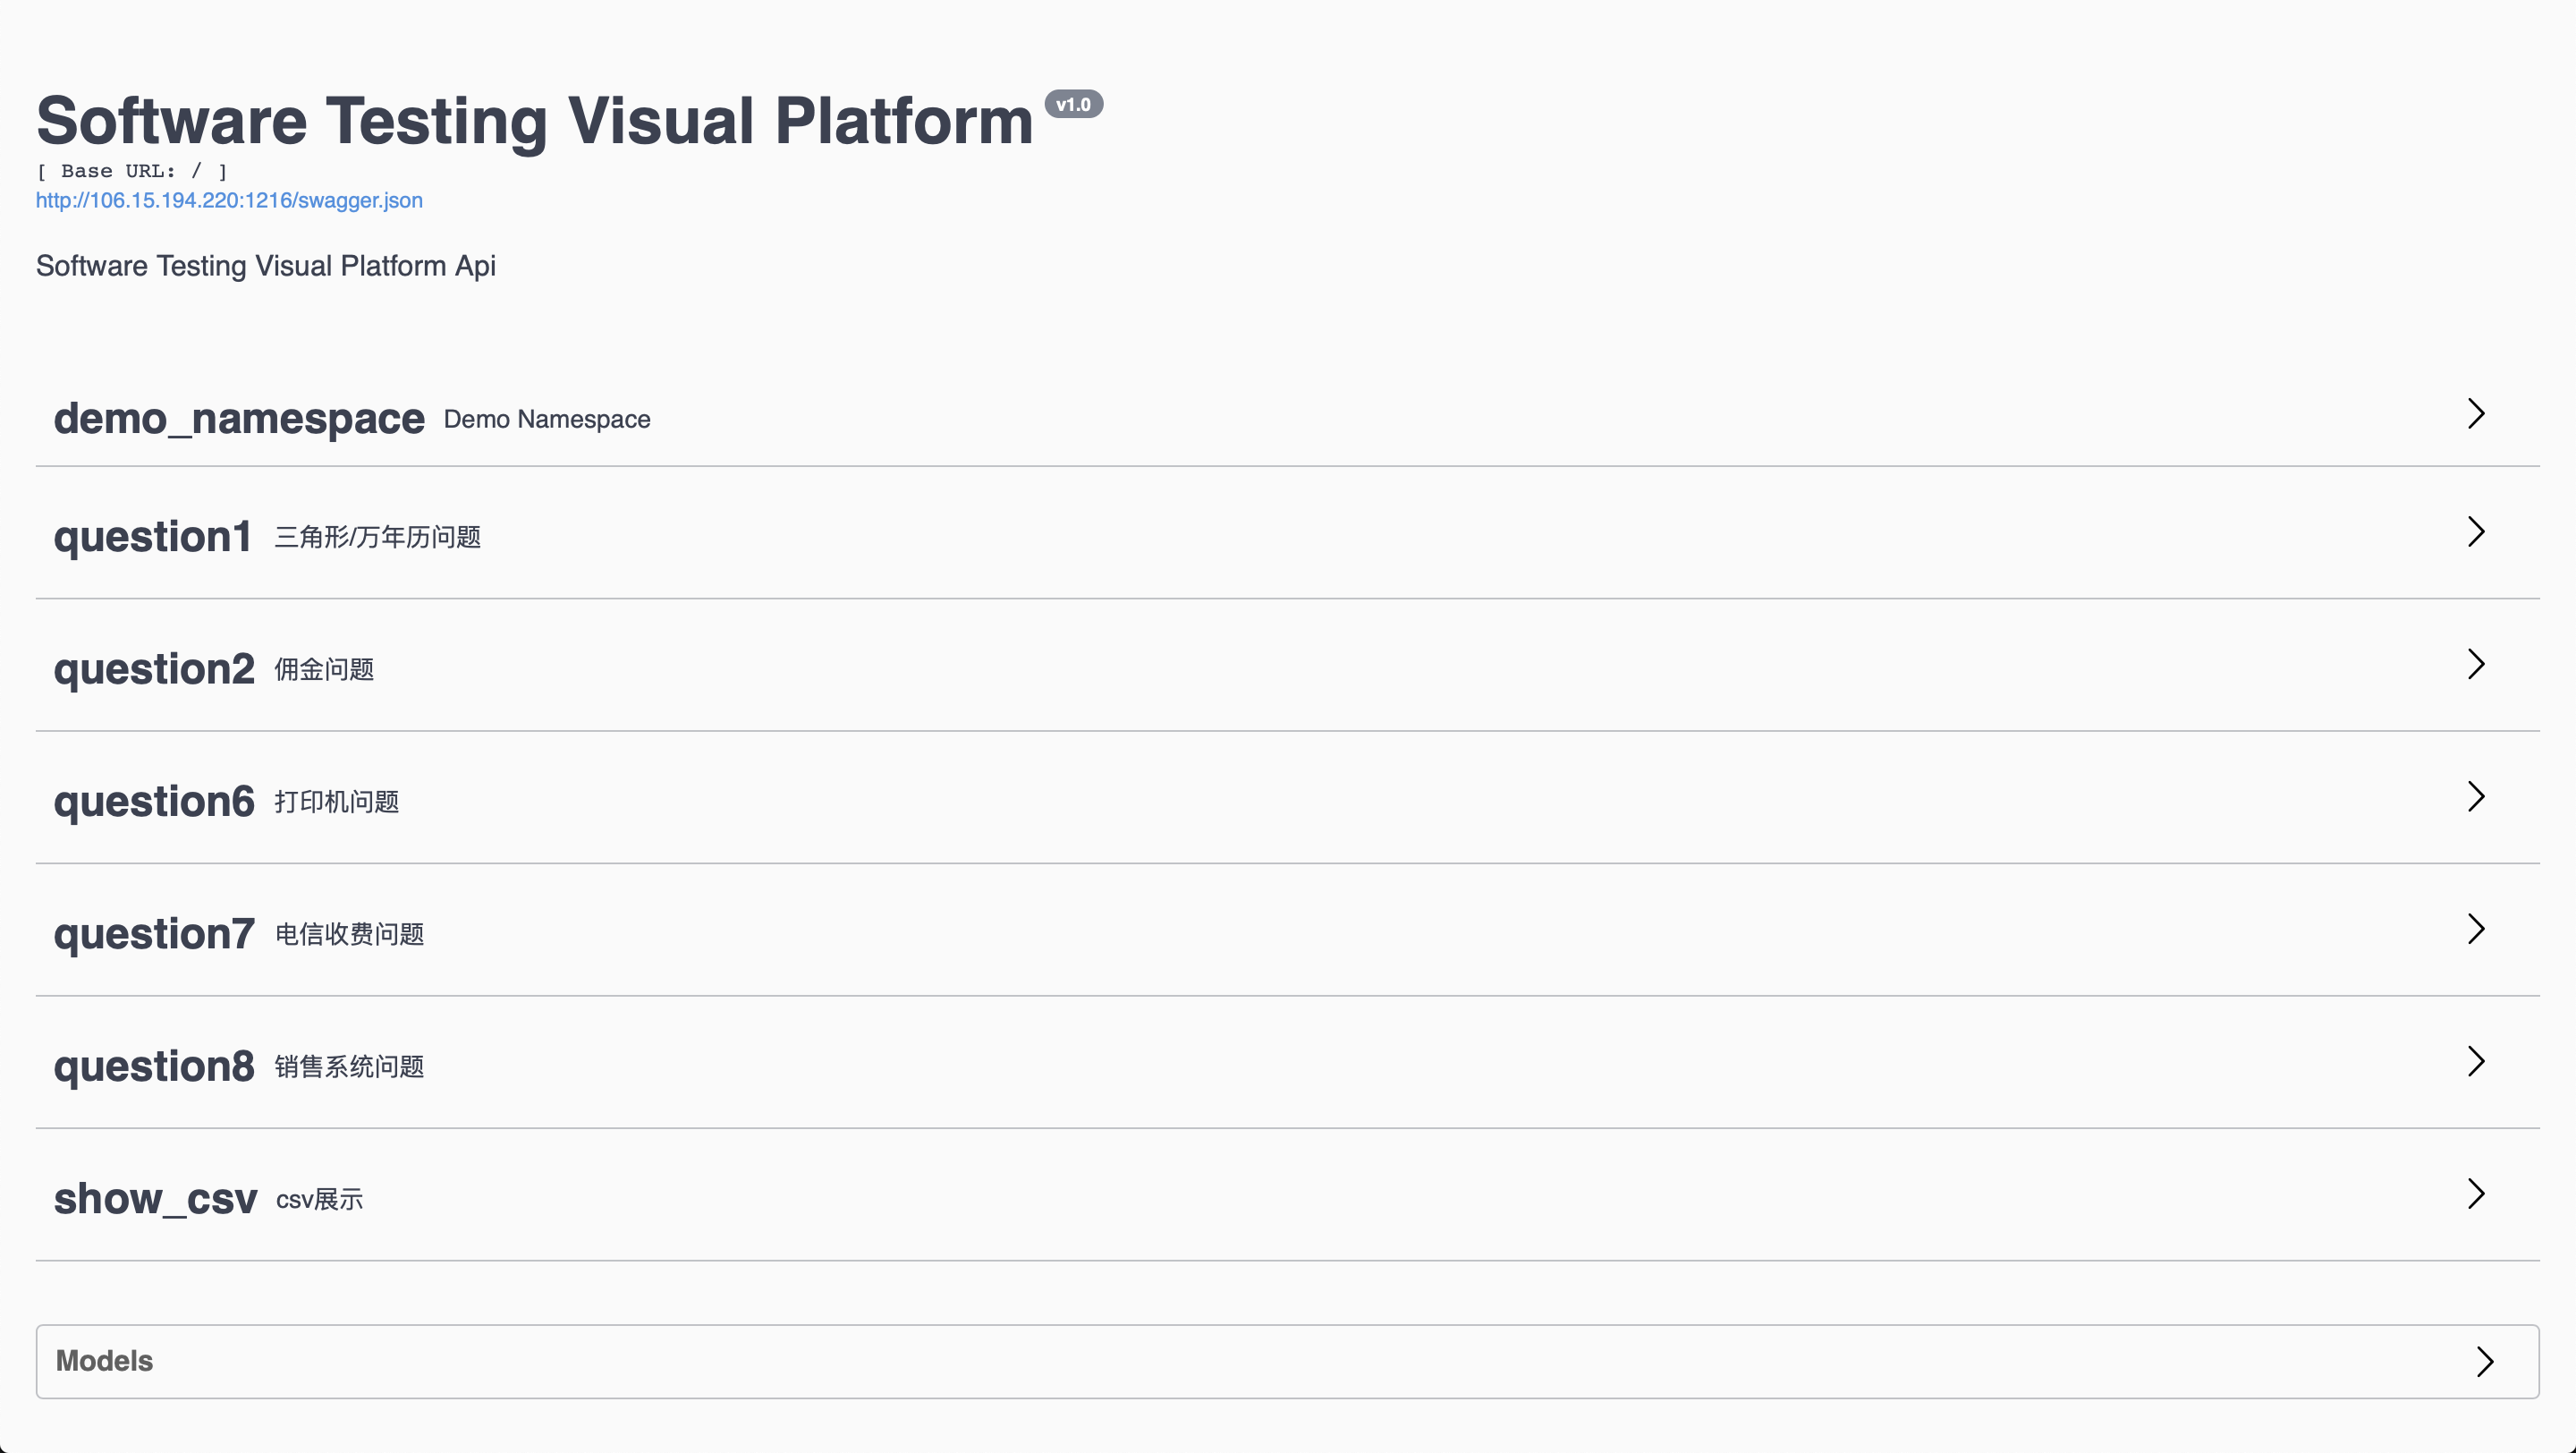 Software Testing Visual Platform v1.0
[ Base URL: / ]
http://106.15.194.220:1216/swagger.json
Software Testing Visual Platform Api
demo_namespace Demo Namespace
question1 三角形/万年历问题
question2 佣金问题
question6 打印机问题
question7 电信收费问题
question8 销售系统问题
show_csv csv展示
Models